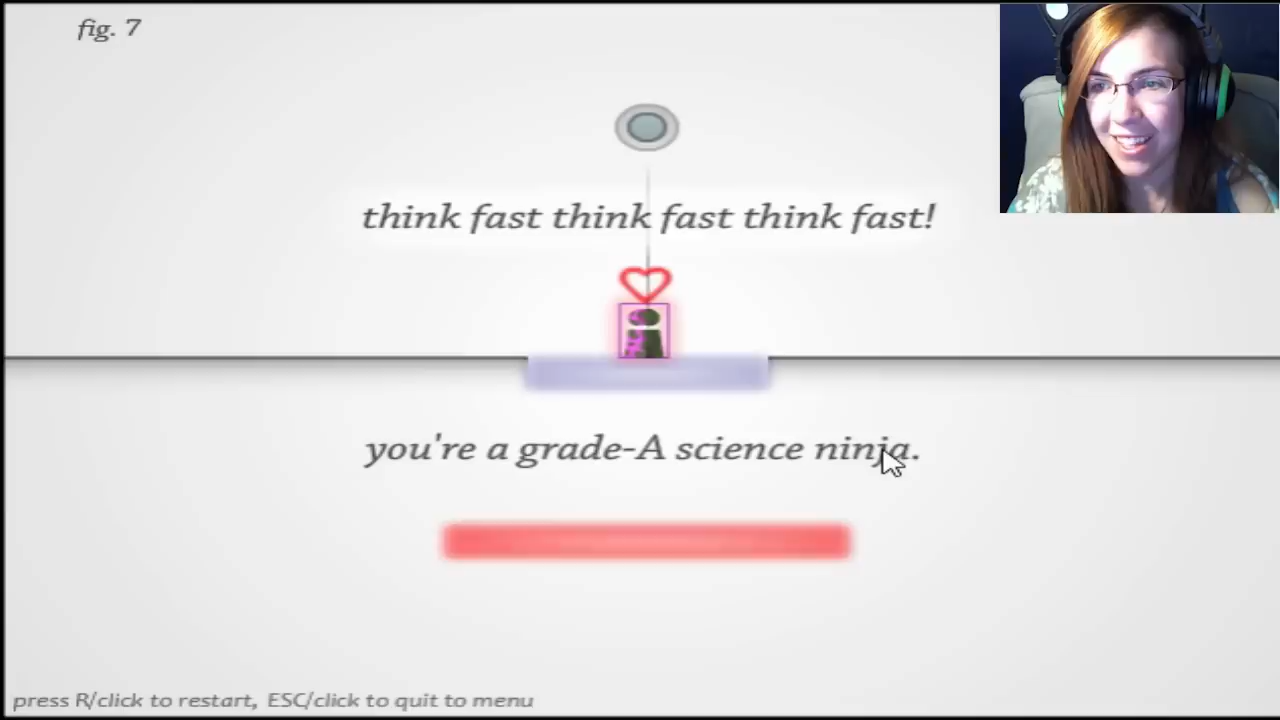 fig. 7
think fast think fast think fast!
you're a grade-A science ninja.
press R/click to restart, ESC/click to quit to menu